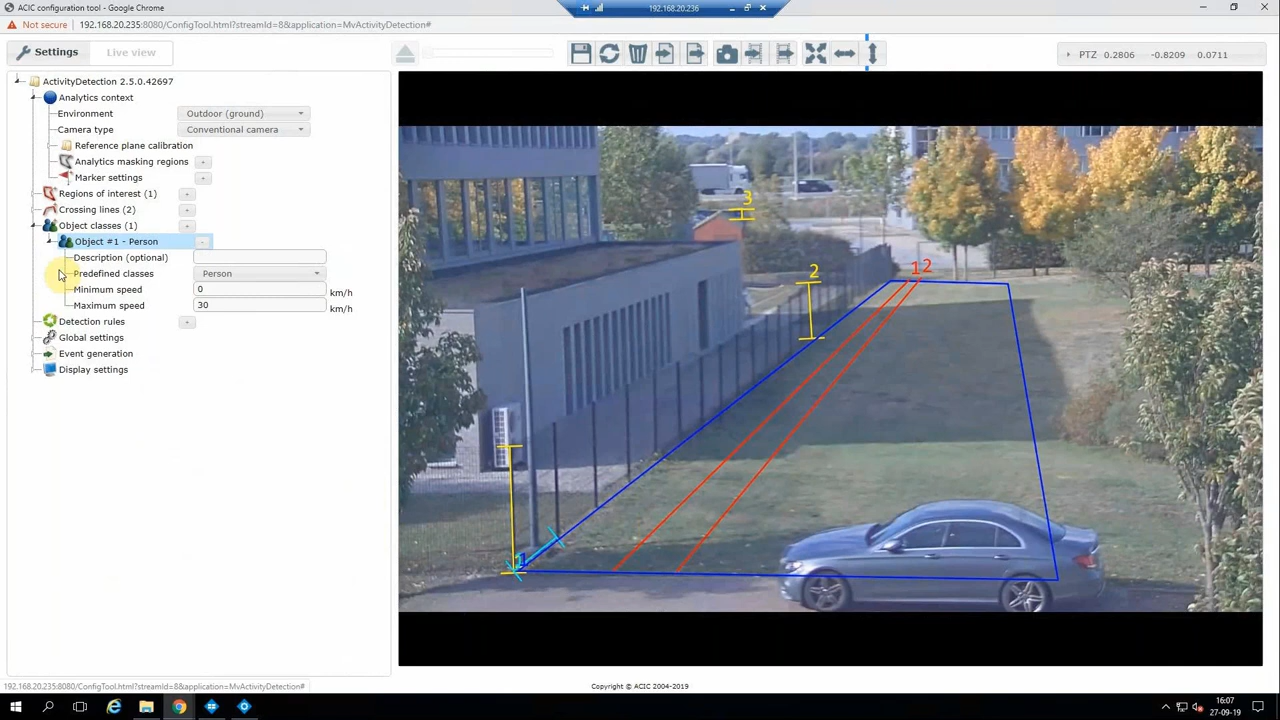 ACIC configuration tool - Google Chrome
192.168.20.236
Not secure 192.168.20.235:8080/ConfigTool.html?streamId=8&application=MvActivityDetection#
Settings Live view
PTZ 0.2806 -0.8209 0.0711
ActivityDetection 2.5.0.42697
Analytics context
Environment Outdoor (ground)
Camera type Conventional camera
Reference plane calibration
Analytics masking regions
Marker settings
Regions of interest (1)
Crossing lines (2)
Object classes (1)
Object #1 - Person
Description (optional)
Predefined classes Person
Minimum speed 0 km/h
Maximum speed 30 km/h
Detection rules
Global settings
Event generation
Display settings
3
2
1 2
1
192.168.20.235:8080/ConfigTool.html?streamId=8&application=MvActivityDetection#
Copyright © ACIC 2004-2019
16:07
27-09-19